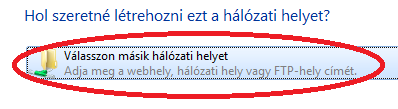 Hol szeretné létrehozni ezt a hálózati helyet?
Válasszon másik hálózati helyet
Adja meg a webhely, hálózati hely vagy FTP-hely címét.